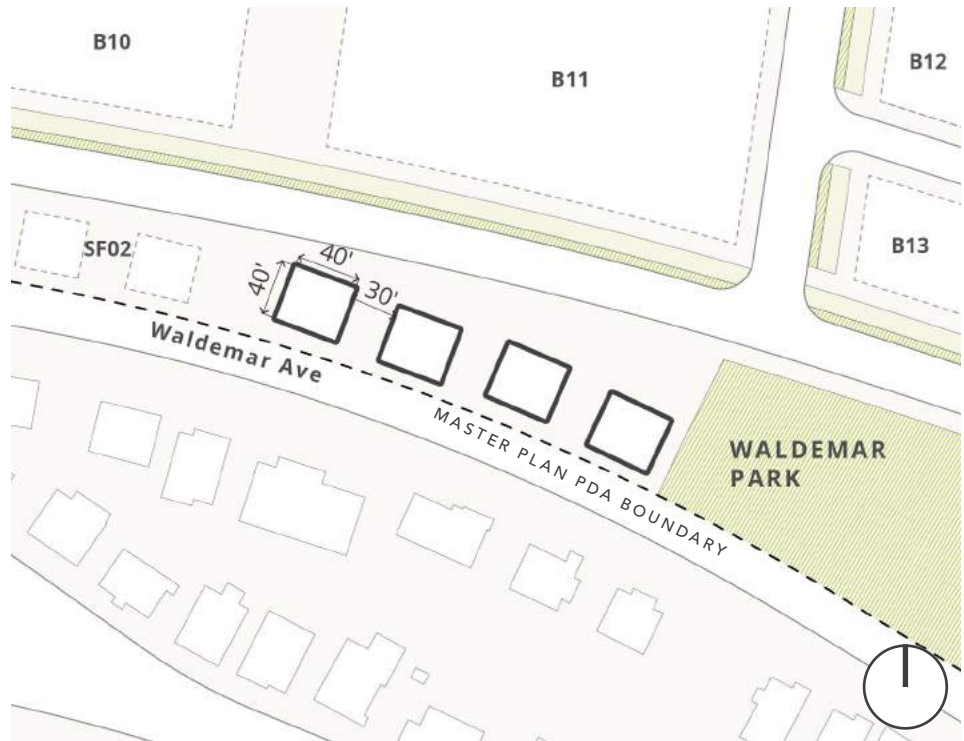 B10
B11
B12
B13
SF02
40'
40'
30'
Waldemar Ave
MASTER PLAN PDA BOUNDARY
WALDEMAR
PARK